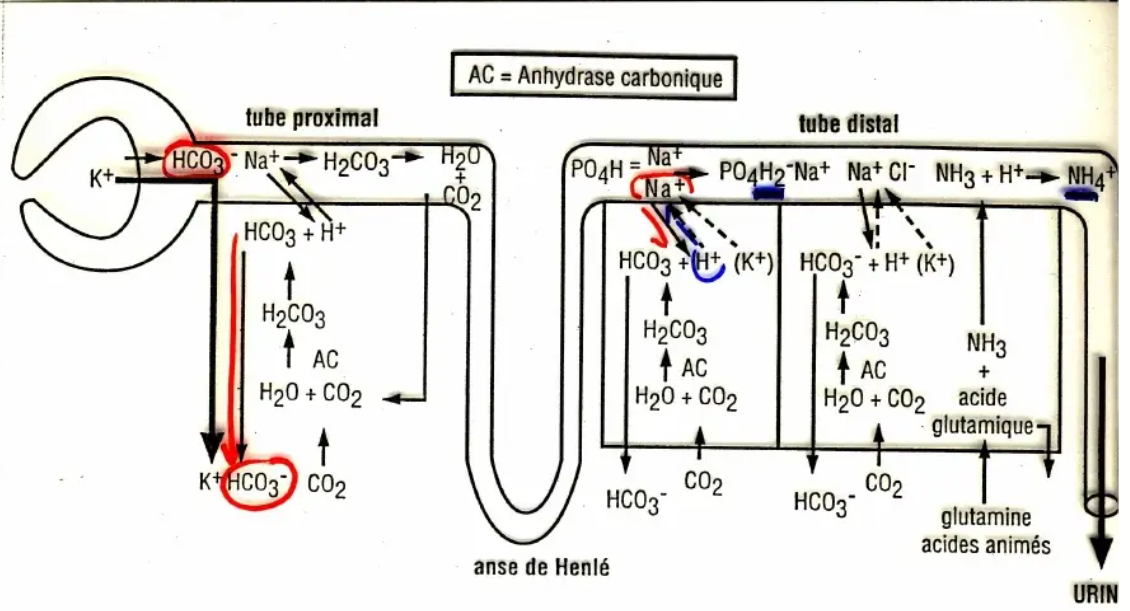 AC = Anhydrase carbonique
tube proximal
tube distal
K+
HCO3- Na+ H2CO3 H2O
+
CO2
HCO3 + H+
H2CO3
AC
H2O + CO2
K+ HCO3- CO2
anse de Henlé
PO4H = Na+
Na+
PO4H2- Na+
HCO3 + H+ (K+)
H2CO3
AC
H2O + CO2
CO2
HCO3-
Na+ Cl-
HCO3- + H+ (K+)
H2CO3
AC
H2O + CO2
CO2
HCO3-
NH3 + H+ NH4+
NH3
+
acide
glutamique
glutamine
acides animés
URIN